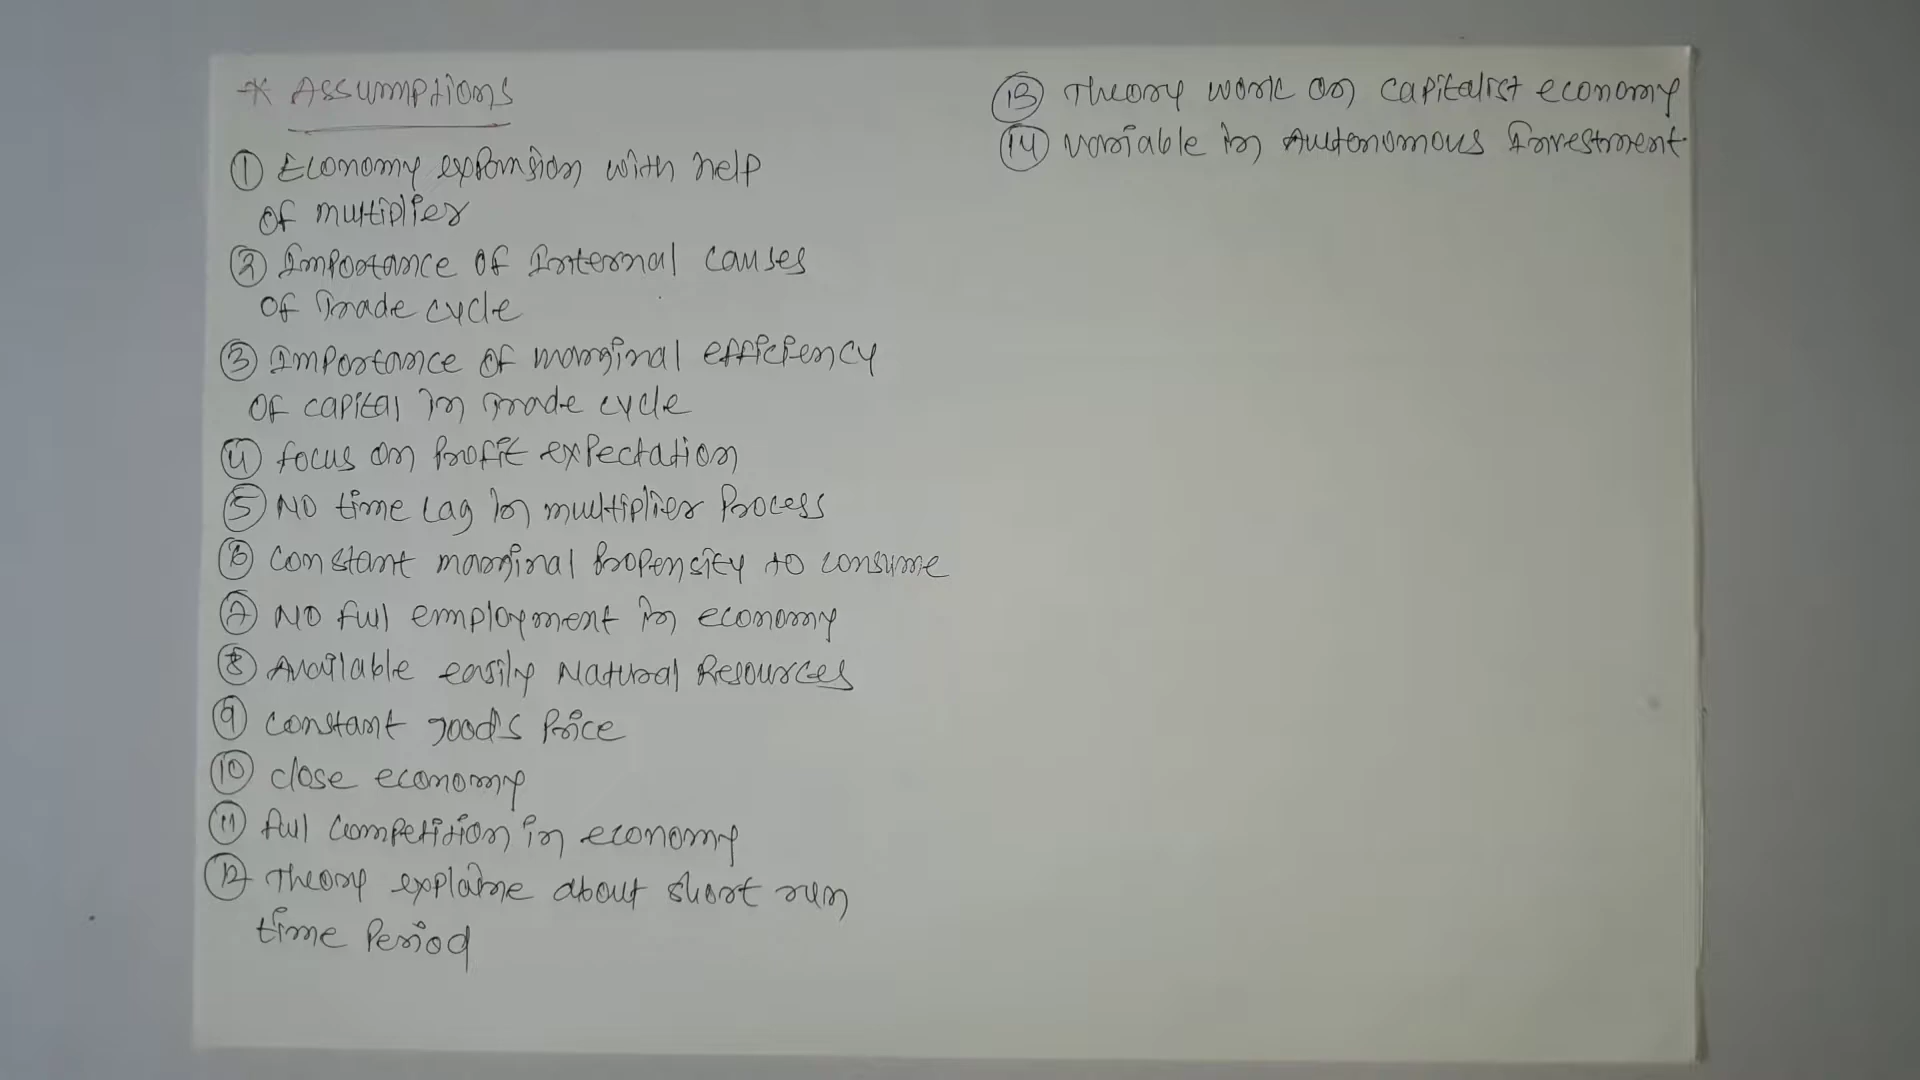 * Assumptions
① Economy expansion with help
of multiplier
② Importance of Internal causes
of Trade cycle
③ Importance of marginal efficiency
of capital in Trade cycle
④ focus on Profit expectation
⑤ No time Lag in multiplier Process
⑥ constant marginal Propensity to consume
⑦ No full employment in economy
⑧ Available easily Natural Resources
⑨ constant good's Price
⑩ close economy
⑪ full competition in economy
⑫ Theory explaine about short run
time Period
⑬ Theory work on capitalist economy
⑭ variable in Autonomous Investment